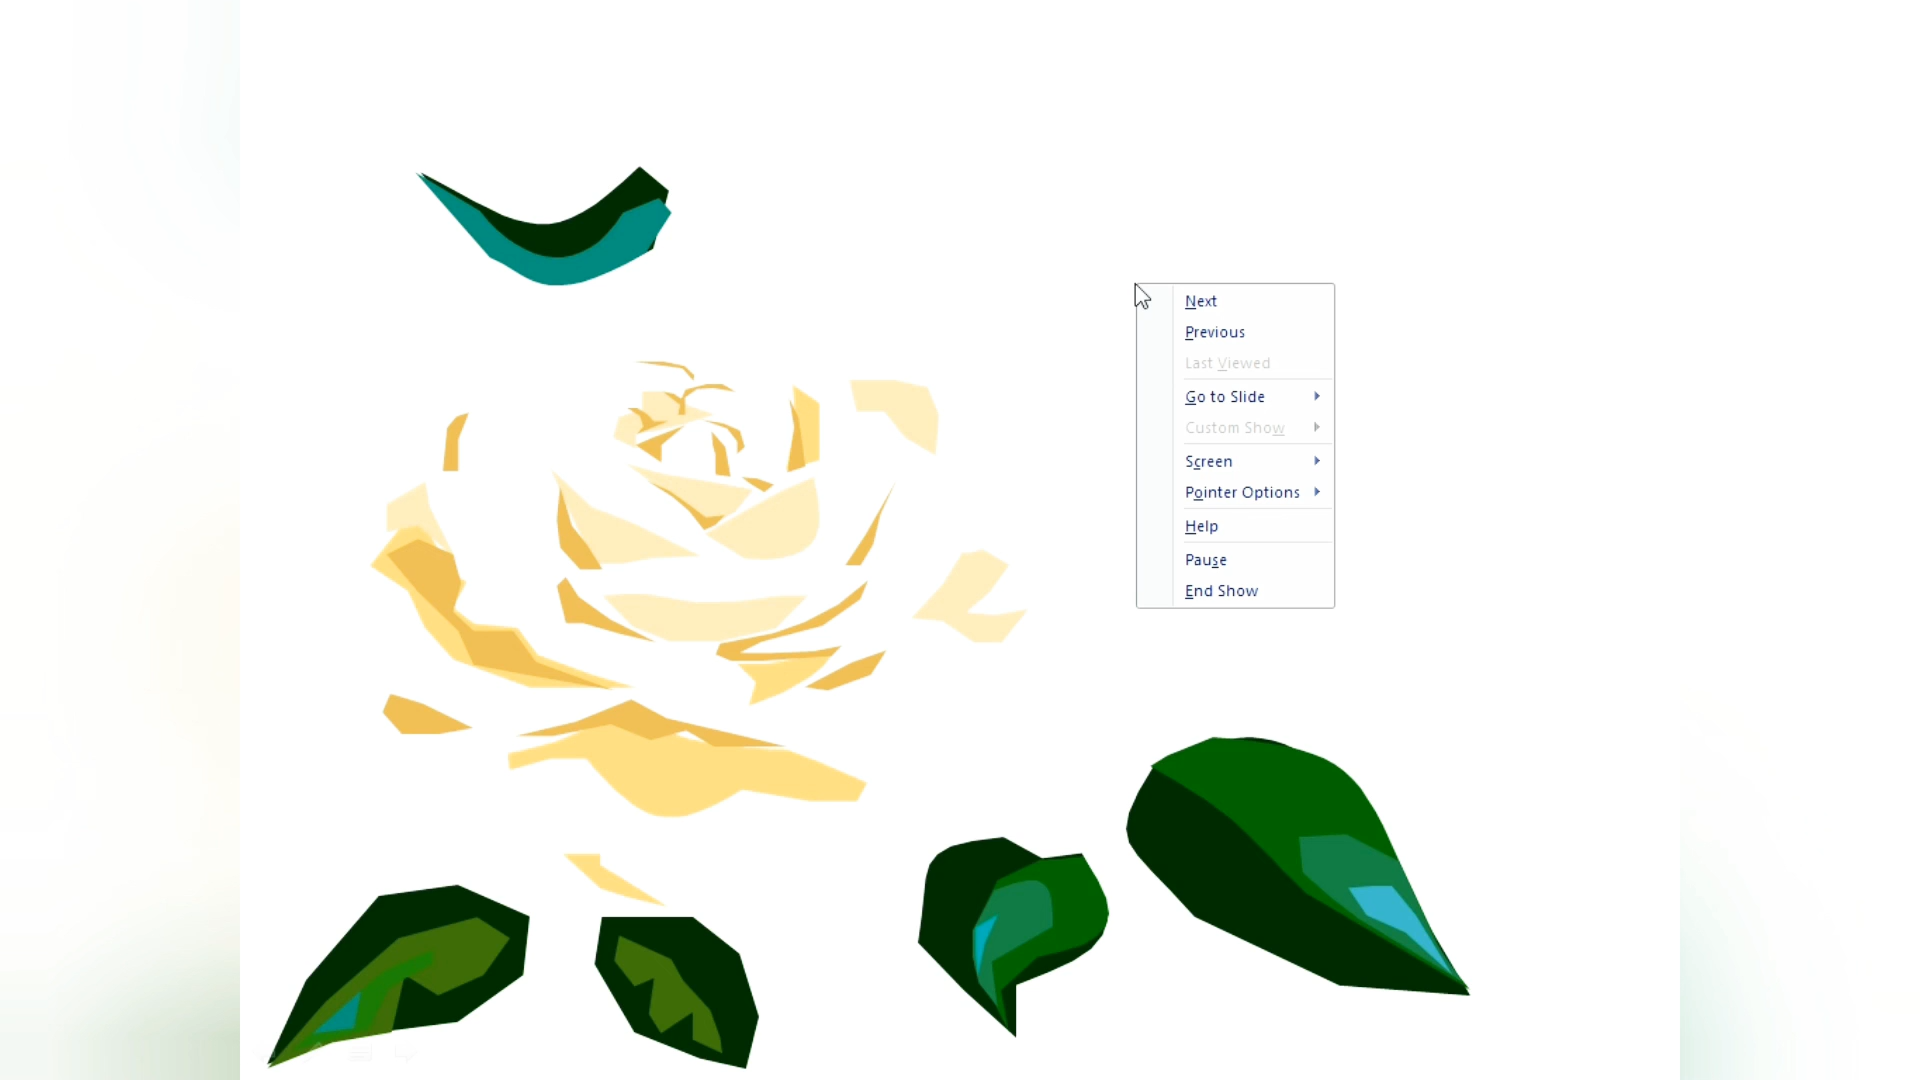 Next
Previous
Last Viewed
Go to Slide
Custom Show
Screen
Pointer Options
Help
Pause
End Show